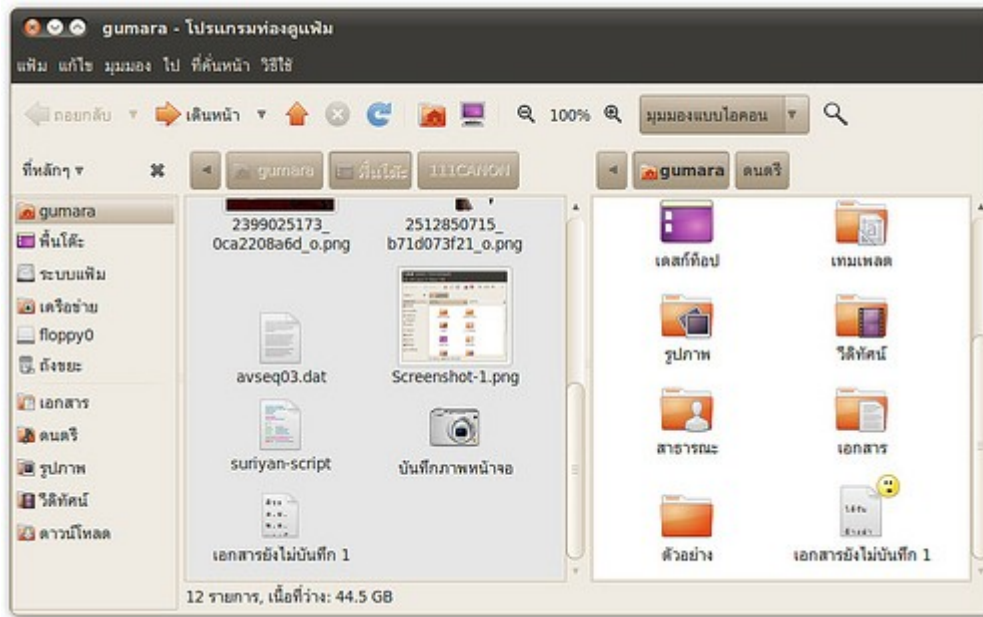 gumara - โปรแกรมท่องดูแฟ้ม
แฟ้ม แก้ไข มุมมอง ไป ที่คั่นหน้า วิธีใช้
ถอยกลับ เดินหน้า 100% มุมมองแบบไอคอน
ที่หลักๆ gumara พื้นโต๊ะ 111CANON gumara ดนตรี
gumara
พื้นโต๊ะ
ระบบแฟ้ม
เครือข่าย
floppy0
ถังขยะ
เอกสาร
ดนตรี
รูปภาพ
วีดิทัศน์
ดาวน์โหลด
2399025173_
0ca2208a6d_o.png
2512850715_
b71d073f21_o.png
avseq03.dat
Screenshot-1.png
suriyan-script
บันทึกภาพหน้าจอ
เอกสารยังไม่บันทึก 1
เดสก์ท็อป
เทมเพลต
รูปภาพ
วีดิทัศน์
สาธารณะ
เอกสาร
ตัวอย่าง
เอกสารยังไม่บันทึก 1
12 รายการ, เนื้อที่ว่าง: 44.5 GB